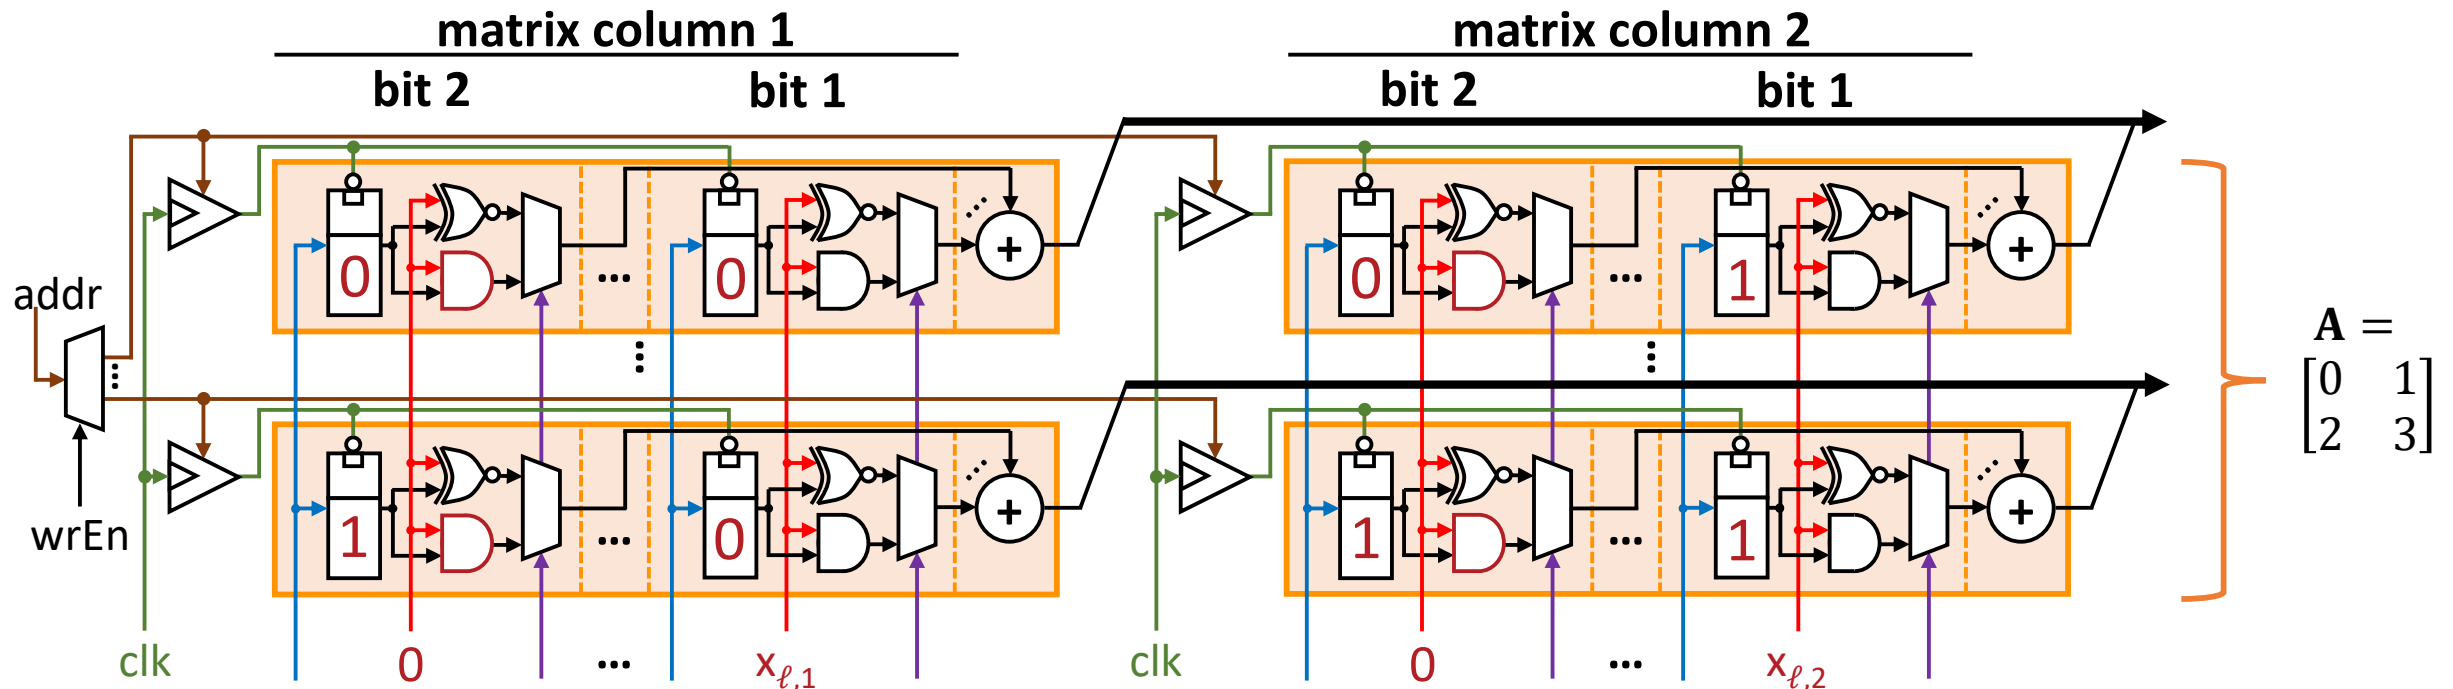 matrix column 1 matrix column 2
bit 2 bit 1 bit 2 bit 1
0 0 + 0 1 +
addr
A =
[0 1
2 3]
wrEn
1 0 + 1 1 +
clk 0 ... x_{ℓ,1} clk 0 ... x_{ℓ,2}